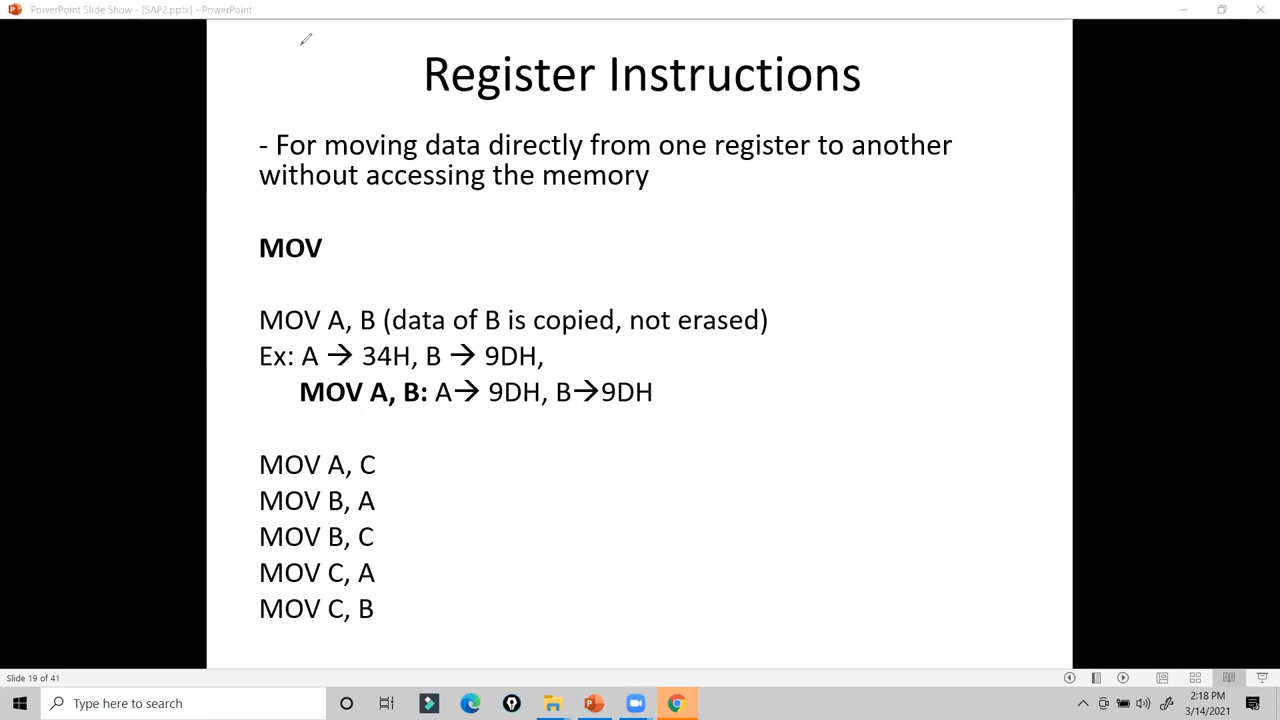 PowerPoint Slide Show - [SAP2.pptx] - PowerPoint
Register Instructions
- For moving data directly from one register to another
without accessing the memory
MOV
MOV A, B (data of B is copied, not erased)
Ex: A → 34H, B → 9DH,
MOV A, B: A→ 9DH, B→9DH
MOV A, C
MOV B, A
MOV B, C
MOV C, A
MOV C, B
Slide 19 of 41
Type here to search
2:18 PM
3/14/2021